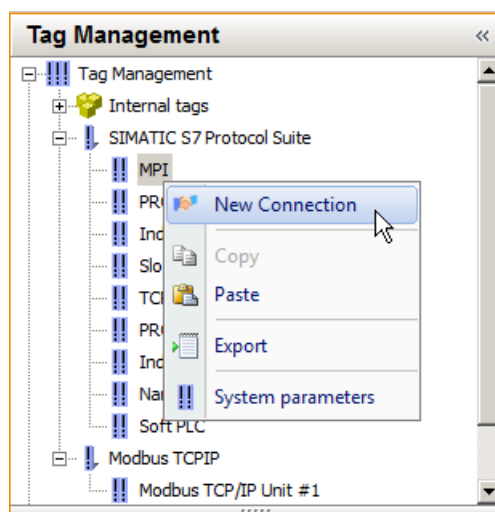 Tag Management
Tag Management
Internal tags
SIMATIC S7 Protocol Suite
MPI
New Connection
Copy
Paste
Export
System parameters
Soft PLC
Modbus TCPIP
Modbus TCP/IP Unit #1